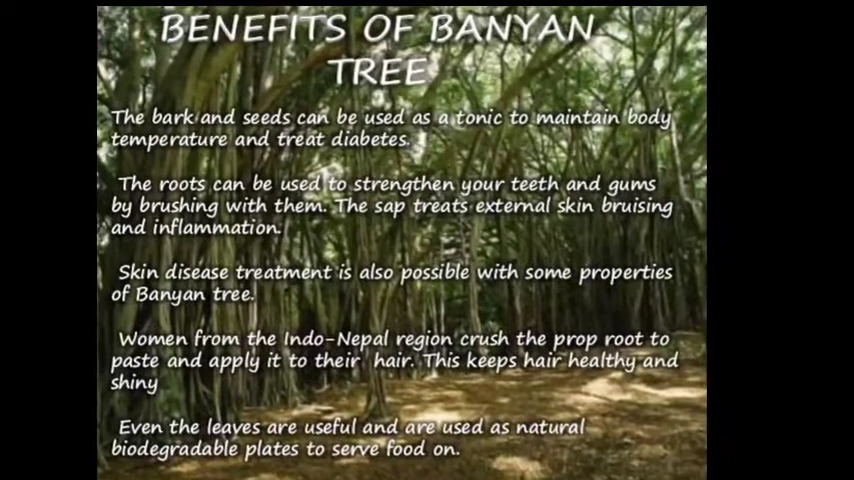 BENEFITS OF BANYAN
TREE
The bark and seeds can be used as a tonic to maintain body
temperature and treat diabetes.
The roots can be used to strengthen your teeth and gums
by brushing with them. The sap treats external skin bruising
and inflammation.
Skin disease treatment is also possible with some properties
of Banyan tree.
Women from the Indo-Nepal region crush the prop root to
paste and apply it to their hair. This keeps hair healthy and
shiny
Even the leaves are useful and are used as natural
biodegradable plates to serve food on.